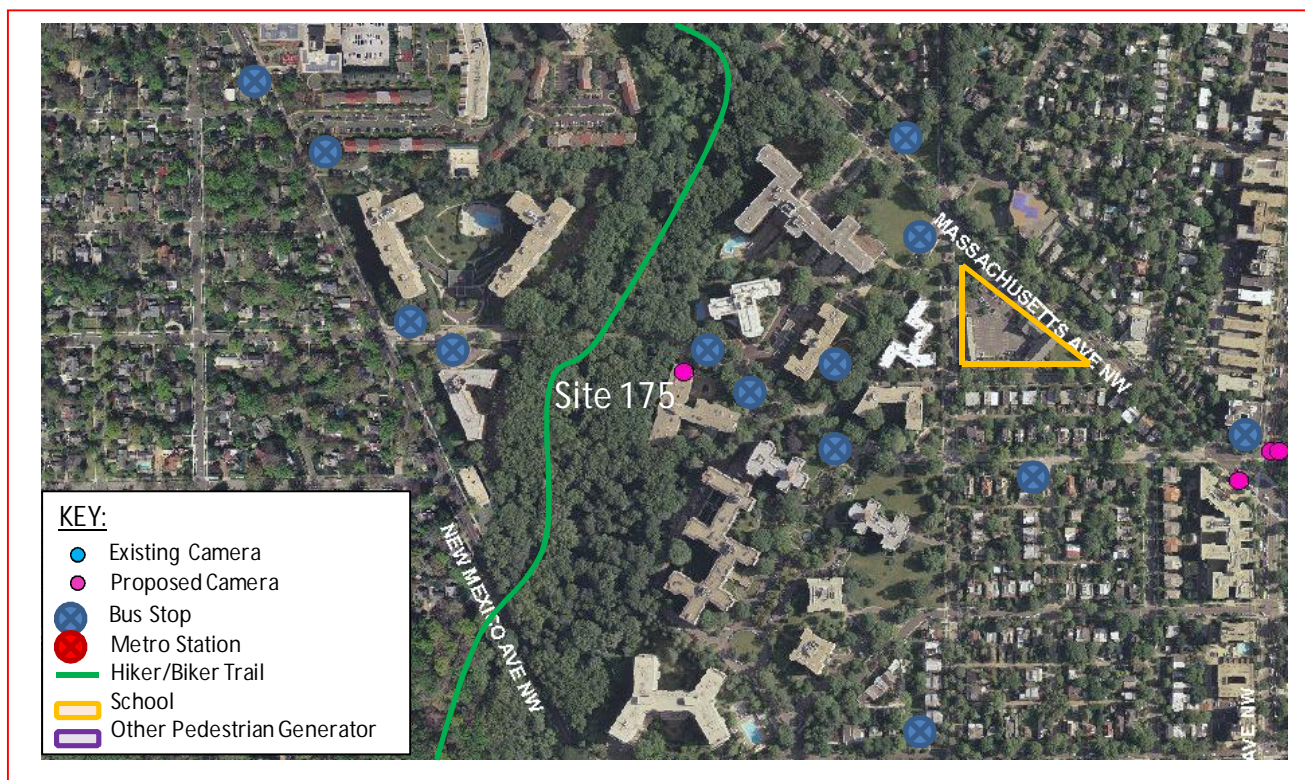 MASSACHUSETTS AVE NW
Site 175
NEW MEXICO AVE NW
AVE NW
KEY:
Existing Camera
Proposed Camera
Bus Stop
Metro Station
Hiker/Biker Trail
School
Other Pedestrian Generator